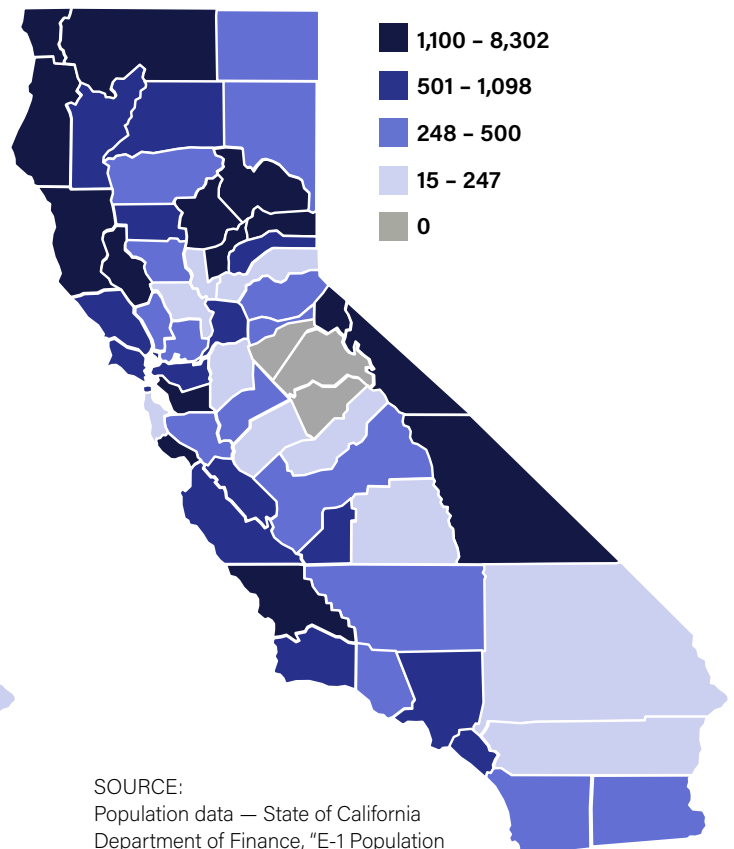 1,100 – 8,302
501 – 1,098
248 – 500
15 – 247
0
SOURCE:
Population data — State of California
Department of Finance, “E-1 Population